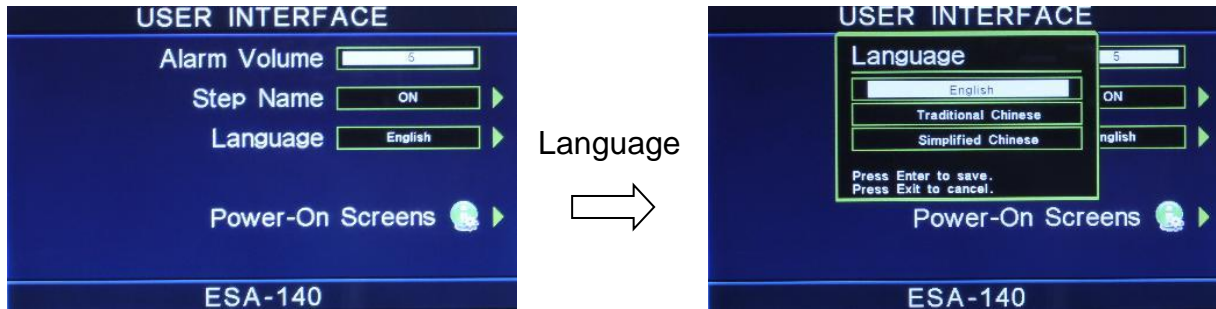 USER INTERFACE
Alarm Volume 5
Step Name ON
Language English
Power-On Screens
ESA-140
Language
USER INTERFACE
Language
English
Traditional Chinese
Simplified Chinese
Press Enter to save.
Press Exit to cancel.
5
ON
nglish
Power-On Screens
ESA-140